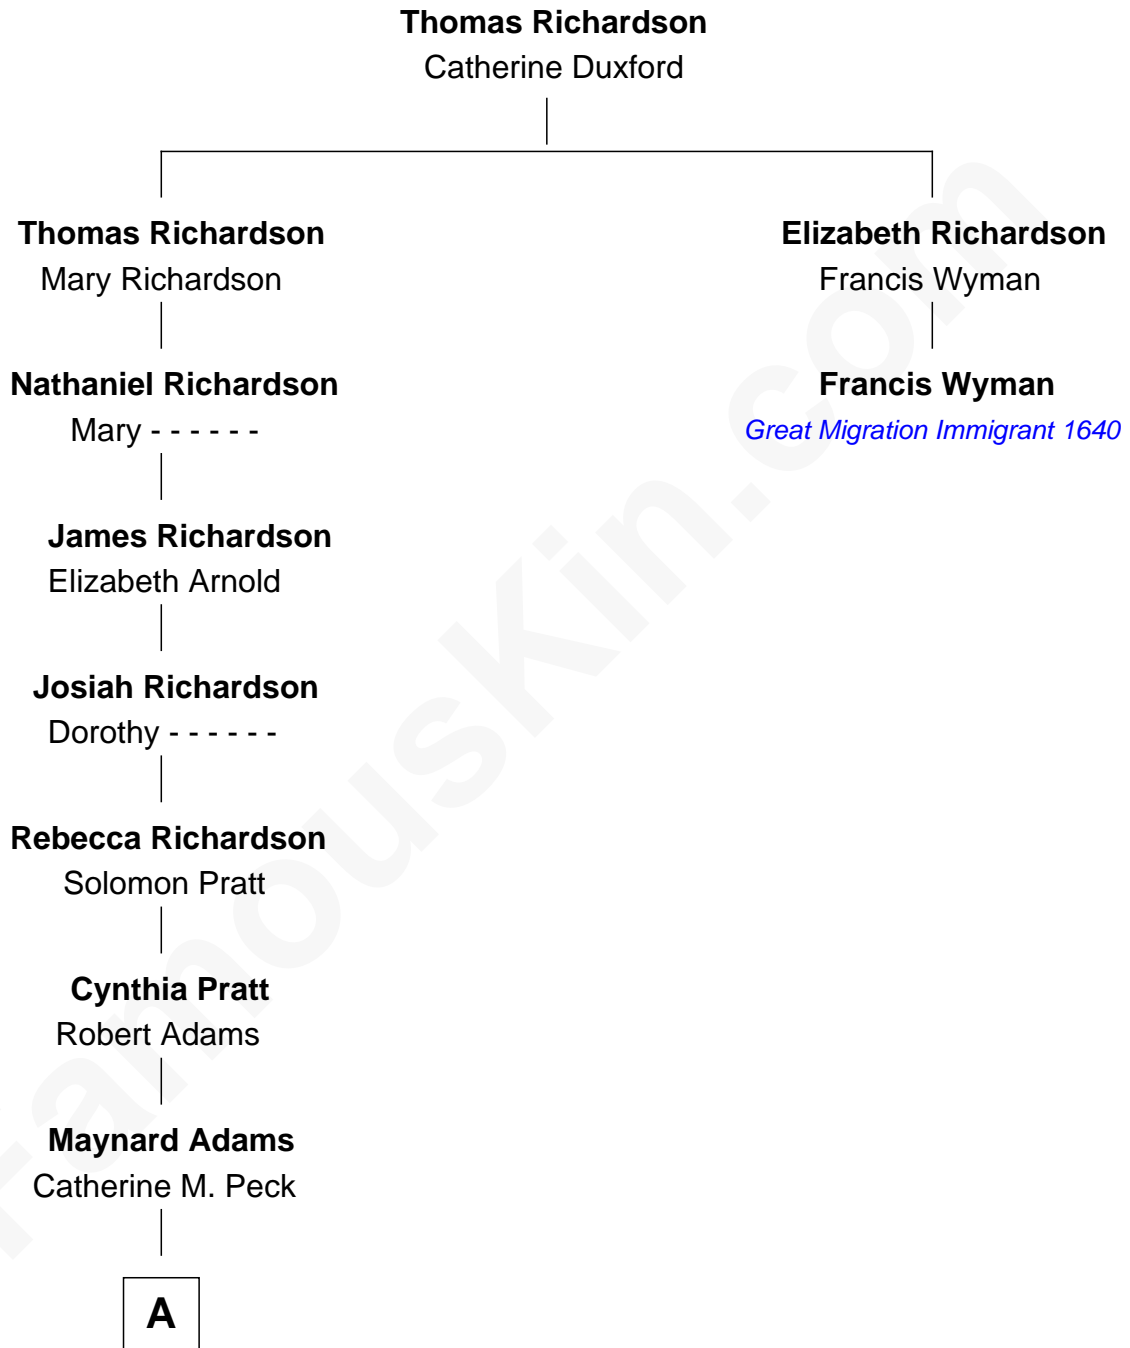 Thomas Richardson
Catherine Duxford
Thomas Richardson
Mary Richardson
Elizabeth Richardson
Francis Wyman
Nathaniel Richardson
Mary - - - - - -
Francis Wyman
Great Migration Immigrant 1640
James Richardson
Elizabeth Arnold
Josiah Richardson
Dorothy - - - - - -
Rebecca Richardson
Solomon Pratt
Cynthia Pratt
Robert Adams
Maynard Adams
Catherine M. Peck
A
FamousKin.com